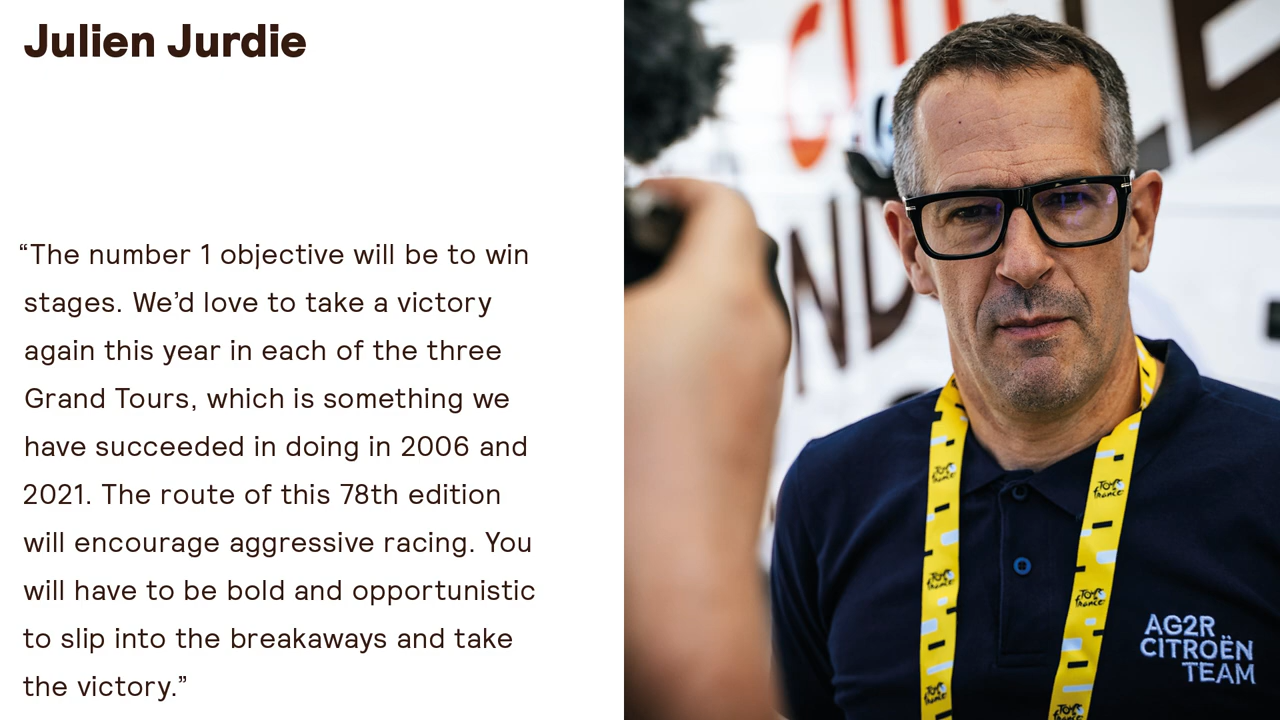 Julien Jurdie
“The number 1 objective will be to win
stages. We’d love to take a victory
again this year in each of the three
Grand Tours, which is something we
have succeeded in doing in 2006 and
2021. The route of this 78th edition
will encourage aggressive racing. You
will have to be bold and opportunistic
to slip into the breakaways and take
the victory.”
AG2R
CITROËN
TEAM